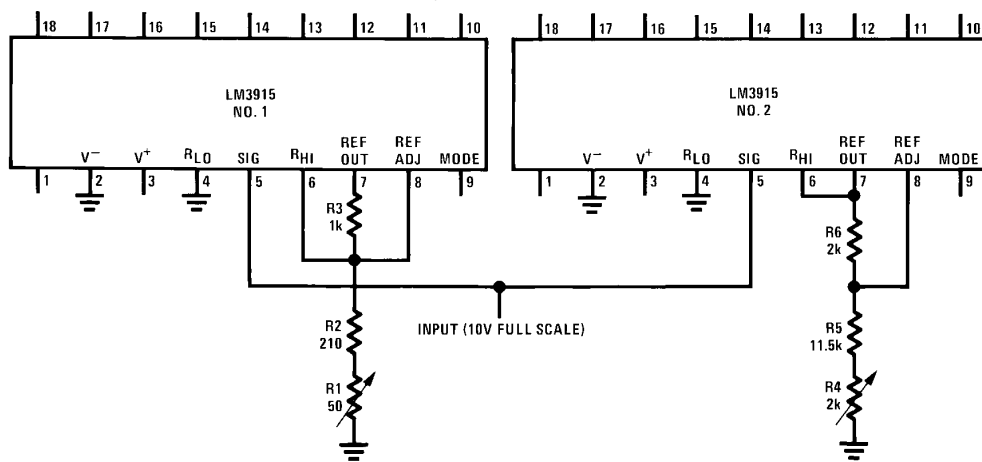 18 17 16 15 14 13 12 11 10
LM3915
NO. 1
V− V+ RLO SIG RHI REF OUT REF ADJ MODE
1 2 3 4 5 6 7 8 9
R3
1k
R2
210
R1
50
18 17 16 15 14 13 12 11 10
LM3915
NO. 2
V− V+ RLO SIG RHI REF OUT REF ADJ MODE
1 2 3 4 5 6 7 8 9
R6
2k
R5
11.5k
R4
2k
INPUT (10V FULL SCALE)